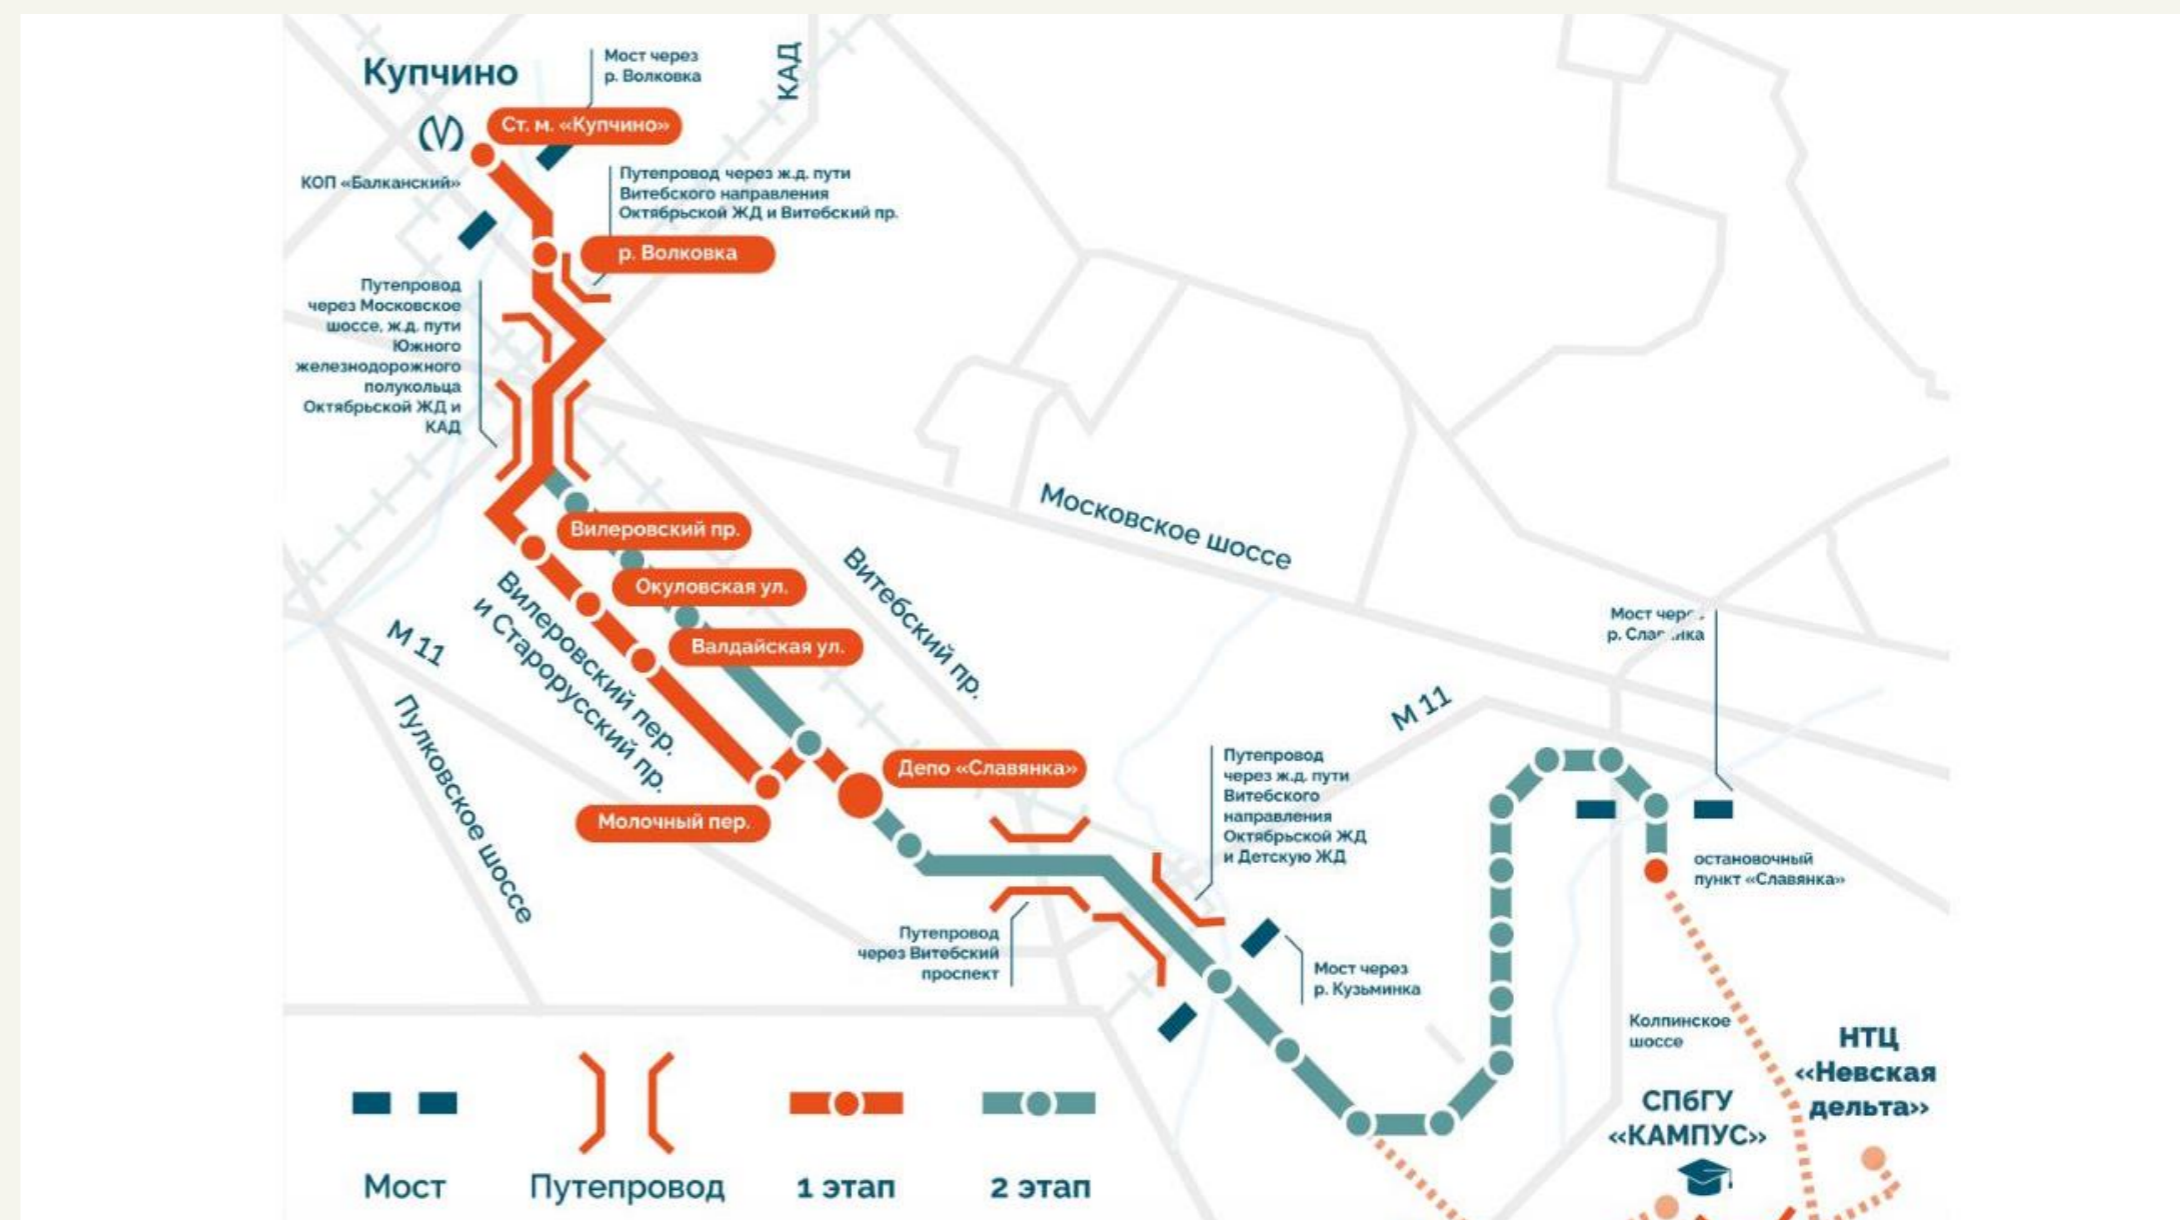 Купчино
Мост через
р. Волковка
КАД
Ст. м. «Купчино»
КОП «Балканский»
Путепровод через ж.д. пути
Витебского направления
Октябрьской ЖД и Витебский пр.
р. Волковка
Путепровод
через Московское
шоссе, ж.д. пути
Южного
железнодорожного
полукольца
Октябрьской ЖД и
КАД
Московское шоссе
Вилеровский пр.
Окуловская ул.
Валдайская ул.
Витебский пр.
Вилеровский пер.
и Старорусский пр.
М 11
Пулковское шоссе
Мост через
р. Славянка
М 11
Депо «Славянка»
Молочный пер.
Путепровод
через ж.д. пути
Витебского
направления
Октябрьской ЖД
и Детскую ЖД
остановочный
пункт «Славянка»
Путепровод
через Витебский
проспект
Мост через
р. Кузьминка
Колпинское
шоссе
НТЦ
«Невская
дельта»
СПбГУ
«КАМПУС»
Мост
Путепровод
1 этап
2 этап